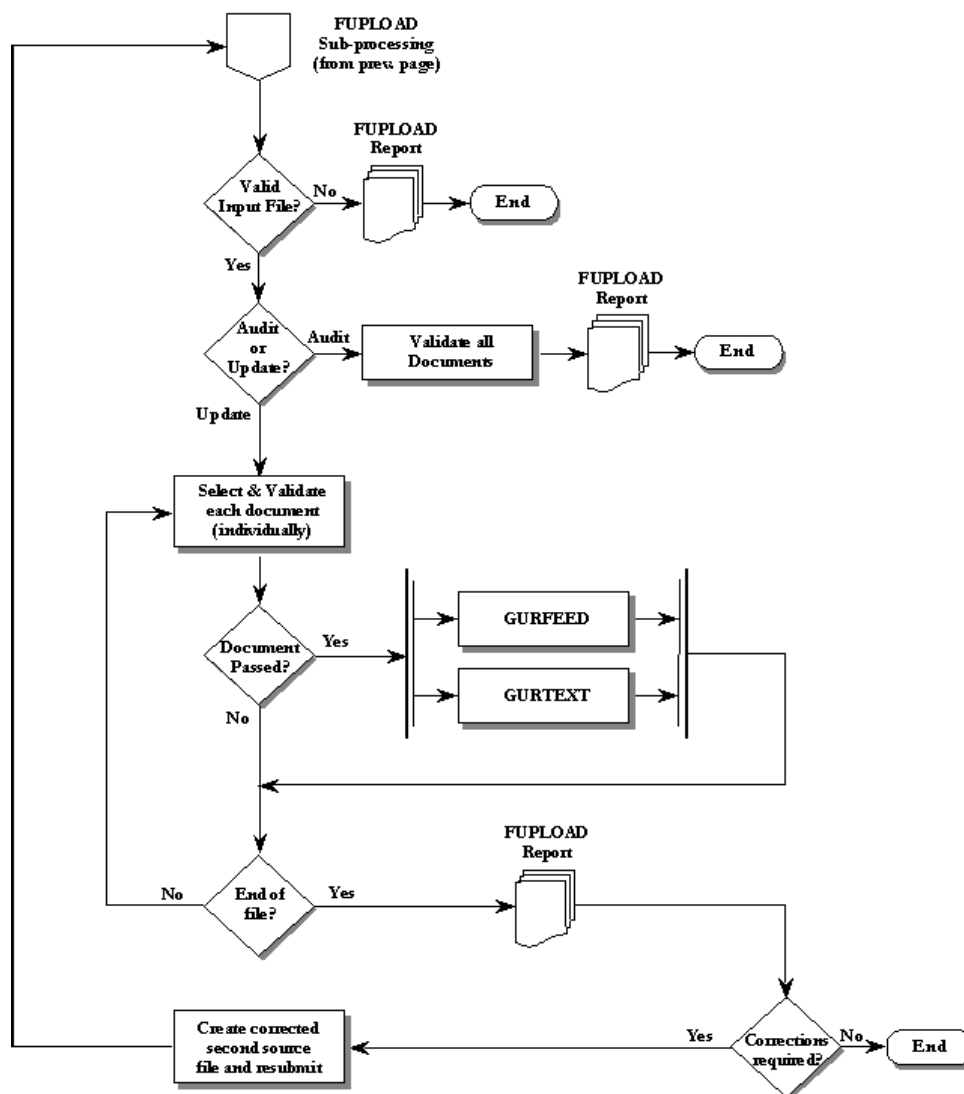 FUPLOAD
Sub-processing
(from prev. page)
FUPLOAD
Report
Valid
Input File?
No
End
Yes
FUPLOAD
Report
Audit
or
Update?
Audit
Validate all
Documents
End
Update
Select & Validate
each document
(individually)
GURFEED
Document
Passed?
Yes
GURTEXT
No
FUPLOAD
Report
End of
file?
No
Yes
Create corrected
second source
file and resubmit
Yes
Corrections
required?
No
End